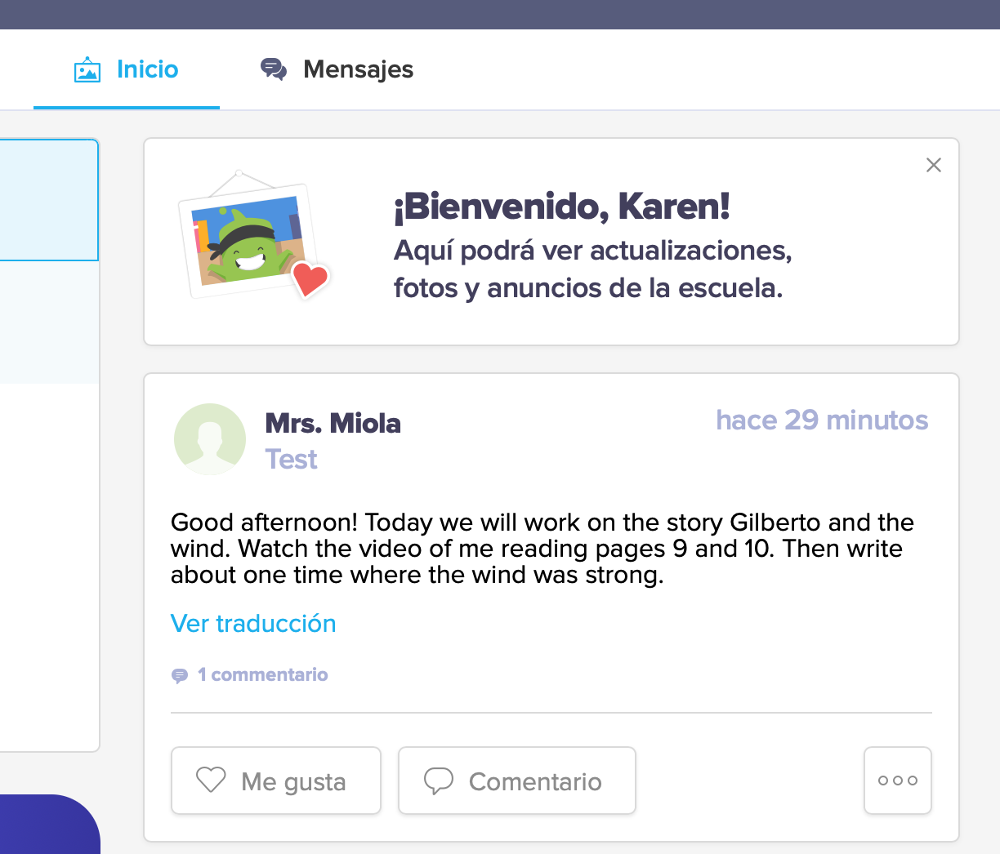 Inicio
Mensajes
¡Bienvenido, Karen!
Aquí podrá ver actualizaciones,
fotos y anuncios de la escuela.
Mrs. Miola
hace 29 minutos
Test
Good afternoon! Today we will work on the story Gilberto and the
wind. Watch the video of me reading pages 9 and 10. Then write
about one time where the wind was strong.
Ver traducción
1 commentario
Me gusta
Comentario